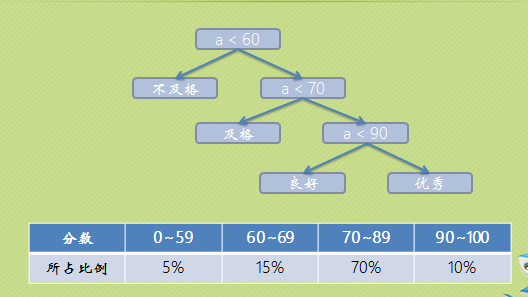 a < 60
不及格
a < 70
及格
a < 90
良好
优秀
分数 0~59 60~69 70~89 90~100
所占比例 5% 15% 70% 10%